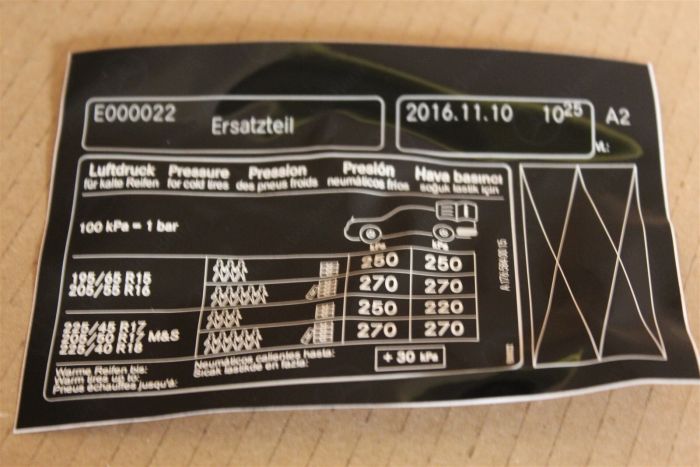 E000022 Ersatzteil
2016.11.10 10²⁵ A2
VL:
Luftdruck Pressure Pression Presión Hava basıncı
für kalte Reifen for cold tires des pneus froids neumáticos fríos soğuk lastik için
100 kPa = 1 bar
kPa kPa
195/65 R15 250 250
205/55 R16 270 270
225/45 R17 250 220
205/50 R17 M&S 270 270
225/40 R18
Warme Reifen bis: Neumáticos calientes hasta: + 30 kPa
Warm tires up to: Sıcak lastikde en fazla:
Pneus échauffés jusqu'à: